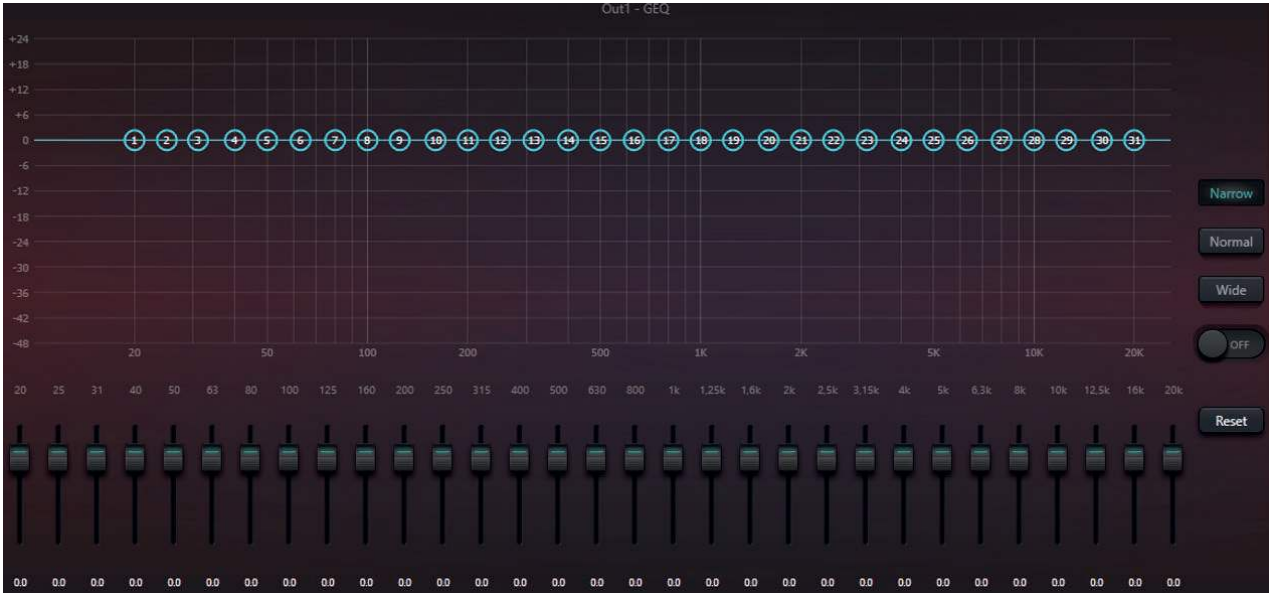 Out1 - GEQ
+24
+18
+12
+6
0 1 2 3 4 5 6 7 8 9 10 11 12 13 14 15 16 17 18 19 20 21 22 23 24 25 26 27 28 29 30 31
-6
-12
Narrow
-18
-24
Normal
-30
-36
Wide
-42
-48
OFF
20 50 100 200 500 1K 2K 5K 10K 20K
20 25 31 40 50 63 80 100 125 160 200 250 315 400 500 630 800 1k 1,25k 1,6k 2k 2,5k 3,15k 4k 5k 6,3k 8k 10k 12,5k 16k 20k
Reset
0.0 0.0 0.0 0.0 0.0 0.0 0.0 0.0 0.0 0.0 0.0 0.0 0.0 0.0 0.0 0.0 0.0 0.0 0.0 0.0 0.0 0.0 0.0 0.0 0.0 0.0 0.0 0.0 0.0 0.0 0.0